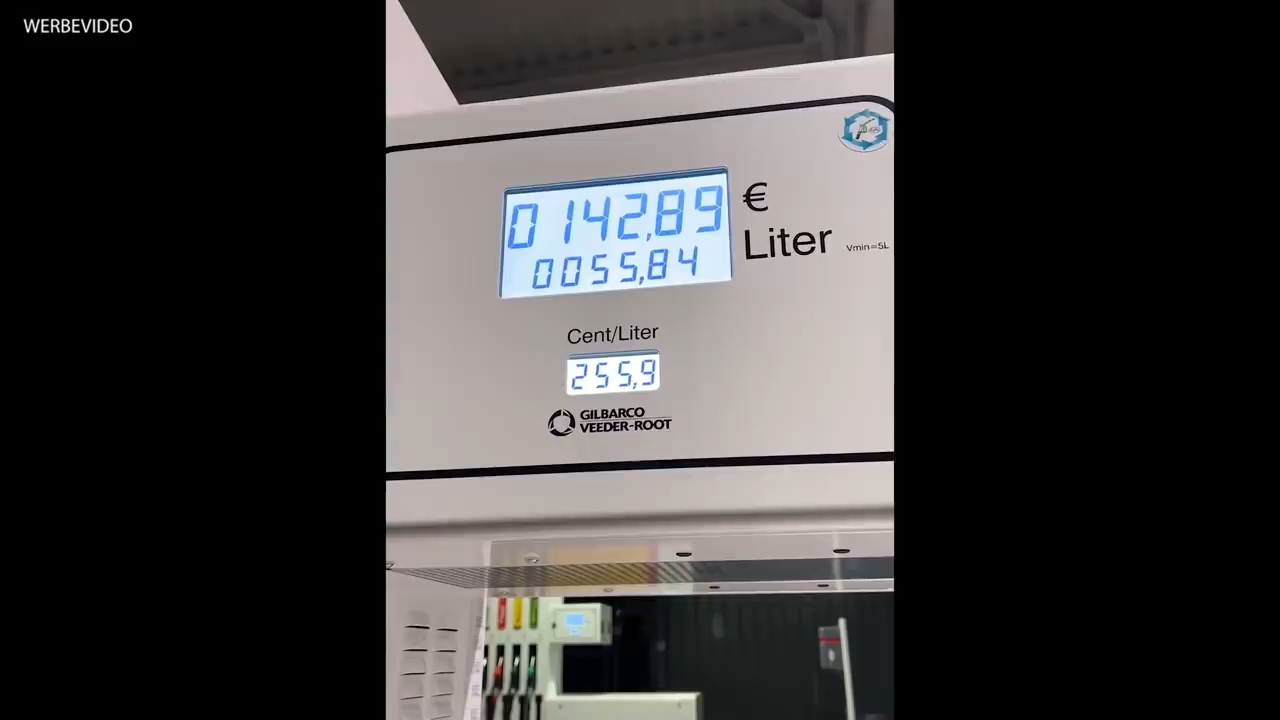 WERBEVIDEO
0142,89 €
0055,84 Liter Vmin=5L
Cent/Liter
255,9
GILBARCO
VEEDER-ROOT